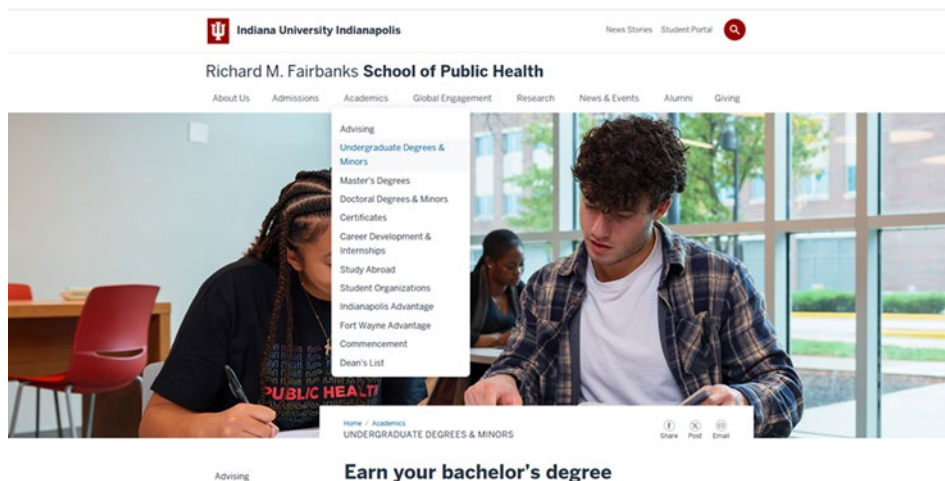 Indiana University Indianapolis
News Stories Student Portal
Richard M. Fairbanks School of Public Health
About Us Admissions Academics Global Engagement Research News & Events Alumni Giving
Advising
Undergraduate Degrees &
Minors
Master's Degrees
Doctoral Degrees & Minors
Certificates
Career Development &
Internships
Study Abroad
Student Organizations
Indianapolis Advantage
Fort Wayne Advantage
Commencement
Dean's List
PUBLIC HEALTH
Home / Academics
UNDERGRADUATE DEGREES & MINORS
Share Post Email
Advising
Earn your bachelor's degree